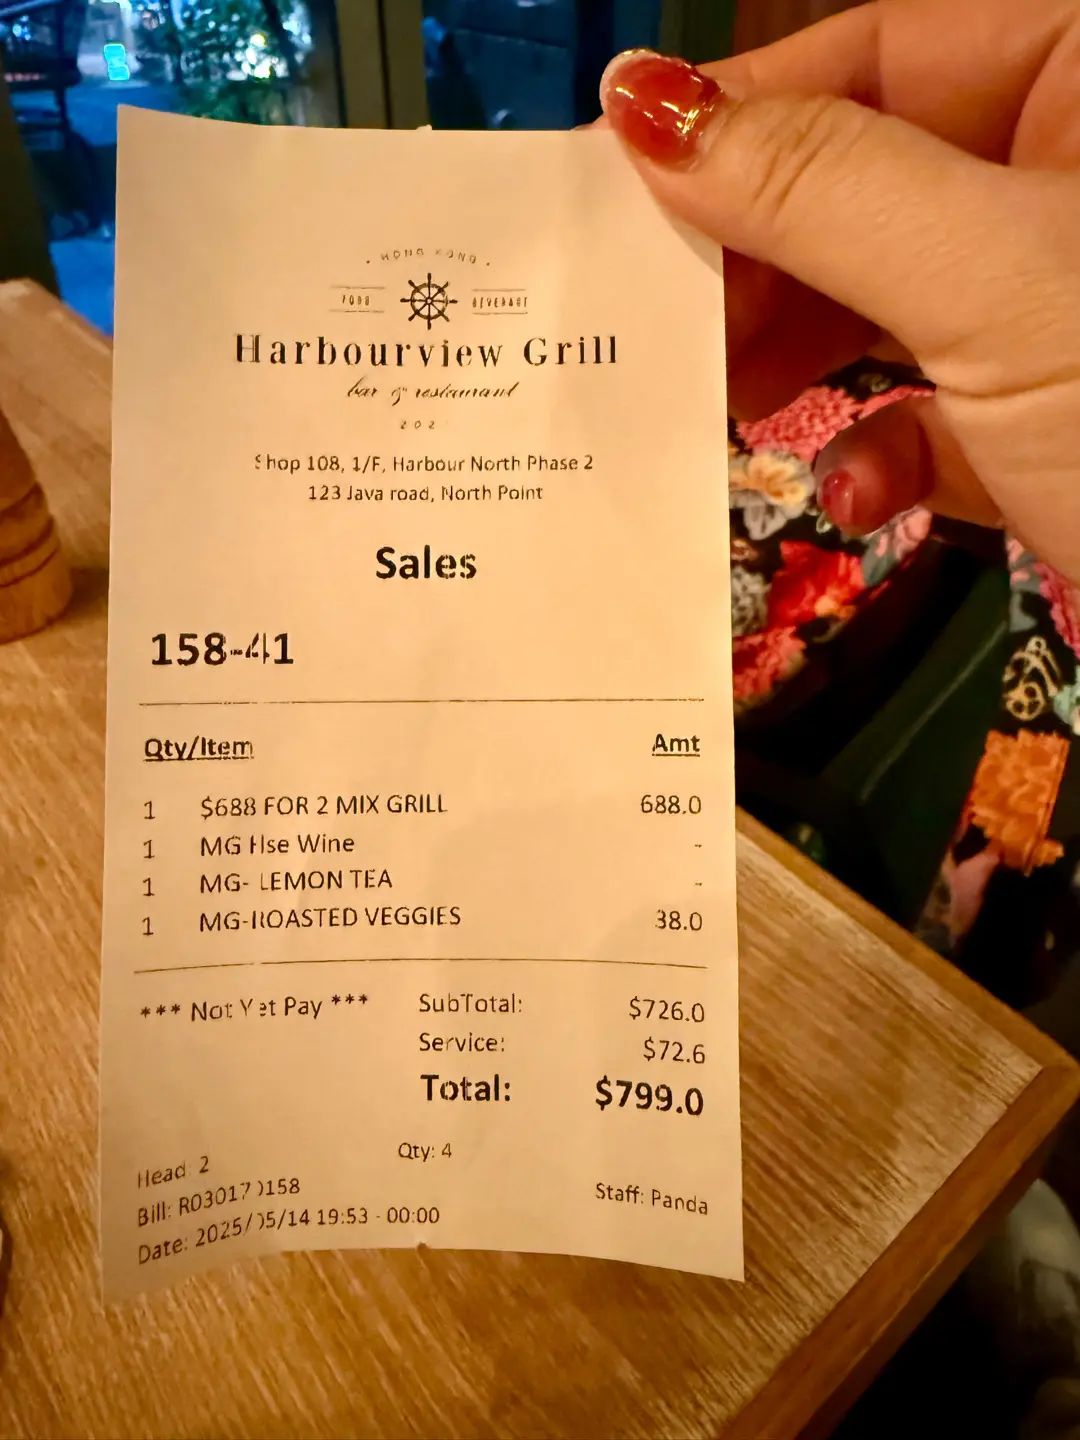 · HONG KONG ·
FOOD BEVERAGE
Harbourview Grill
bar & restaurant
202
Shop 108, 1/F, Harbour North Phase 2
123 Java road, North Point
Sales
158-41
Qty/Item Amt
1 $688 FOR 2 MIX GRILL 688.0
1 MG Hse Wine -
1 MG- LEMON TEA -
1 MG-ROASTED VEGGIES 38.0
*** Not Yet Pay *** SubTotal: $726.0
Service: $72.6
Total: $799.0
Qty: 4
Head: 2
Bill: R030170158 Staff: Panda
Date: 2025/05/14 19:53 - 00:00